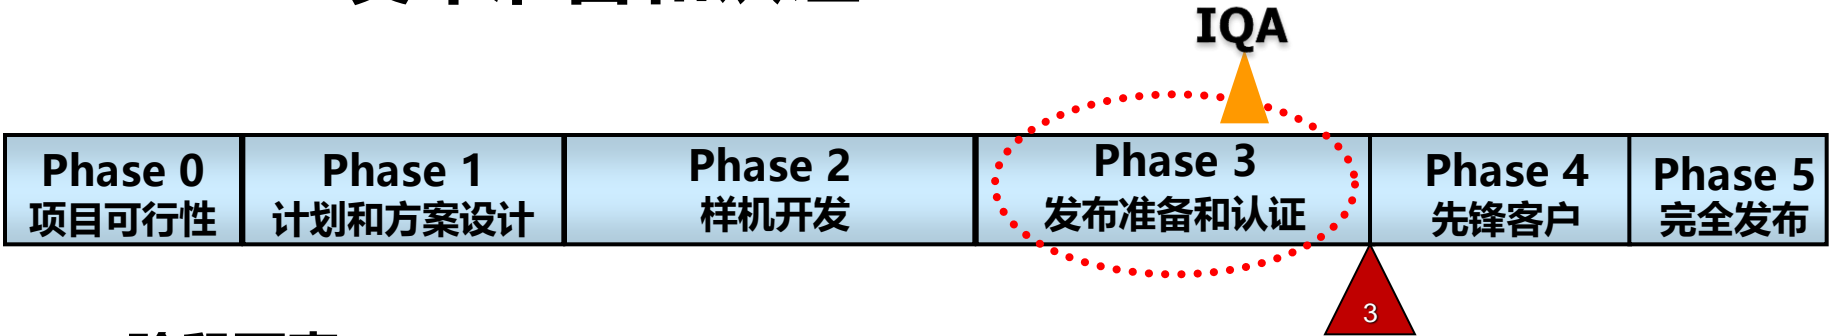 IQA
Phase 0
项目可行性
Phase 1
计划和方案设计
Phase 2
样机开发
Phase 3
发布准备和认证
Phase 4
先锋客户
Phase 5
完全发布
3